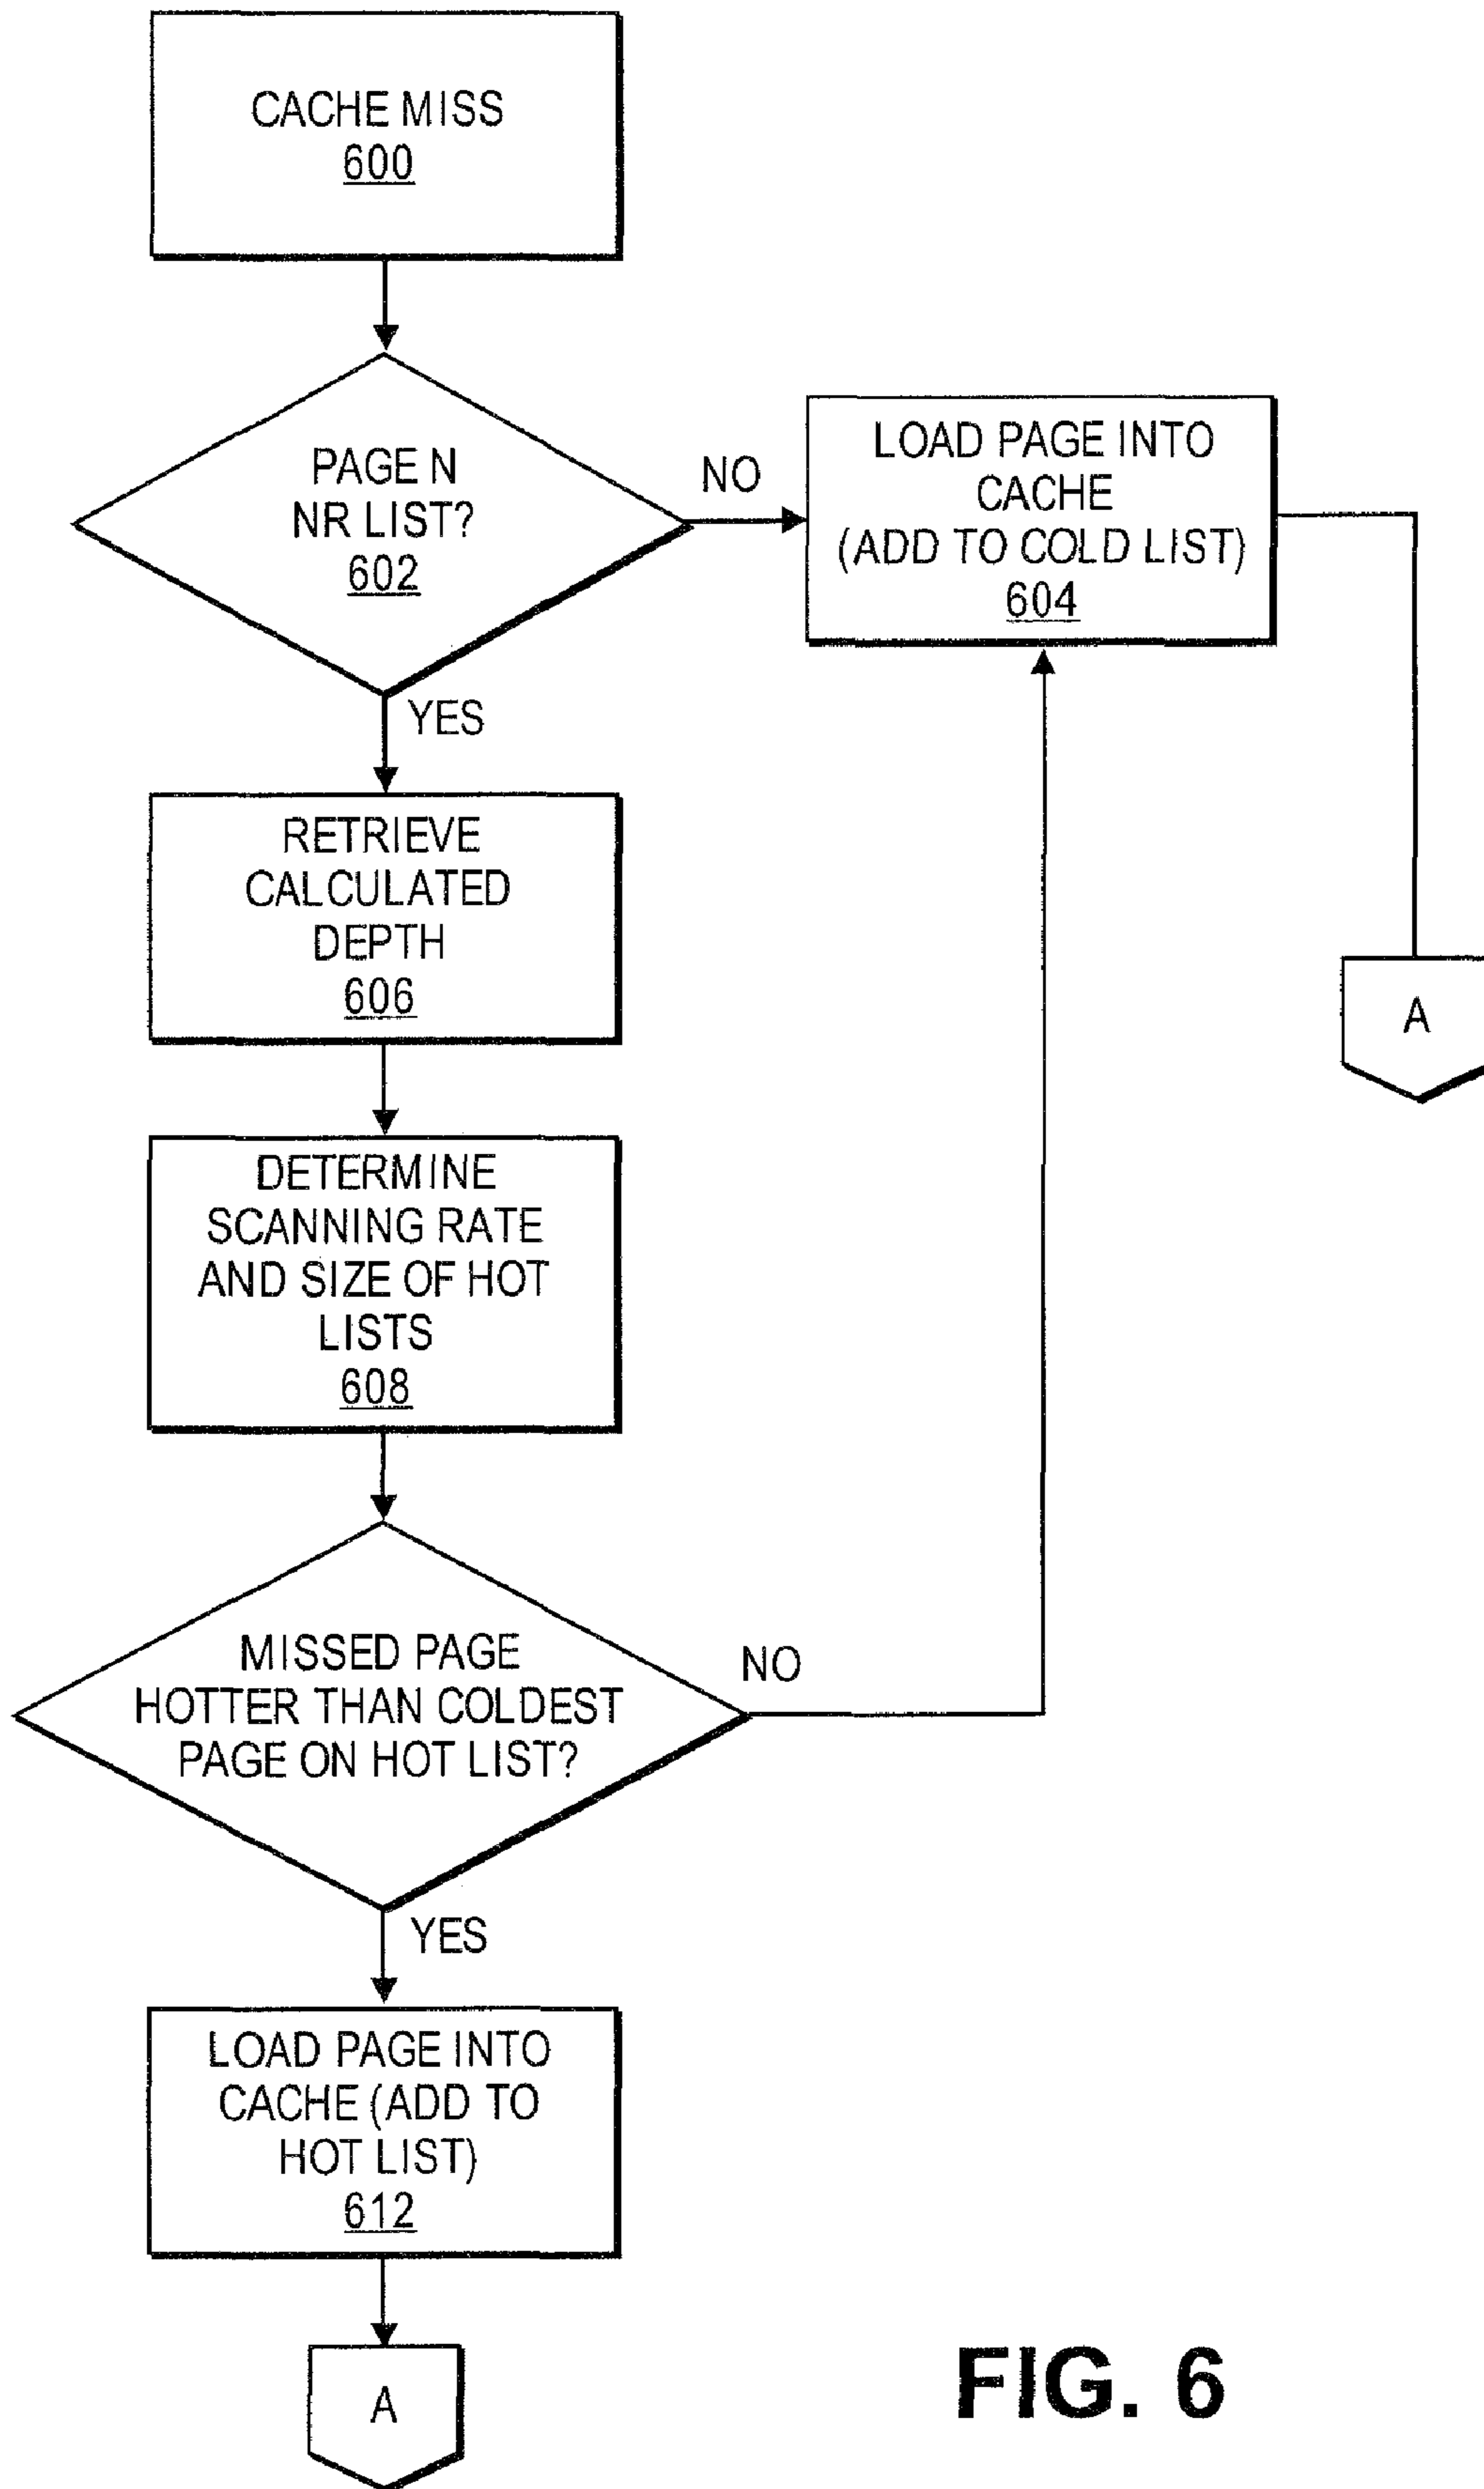 CACHE MISS
600
PAGE N
NR LIST?
602
NO
LOAD PAGE INTO
CACHE
(ADD TO COLD LIST)
604
YES
RETRIEVE
CALCULATED
DEPTH
606
A
DETERMINE
SCANNING RATE
AND SIZE OF HOT
LISTS
608
MISSED PAGE
HOTTER THAN COLDEST
PAGE ON HOT LIST?
NO
YES
LOAD PAGE INTO
CACHE (ADD TO
HOT LIST)
612
A
FIG. 6